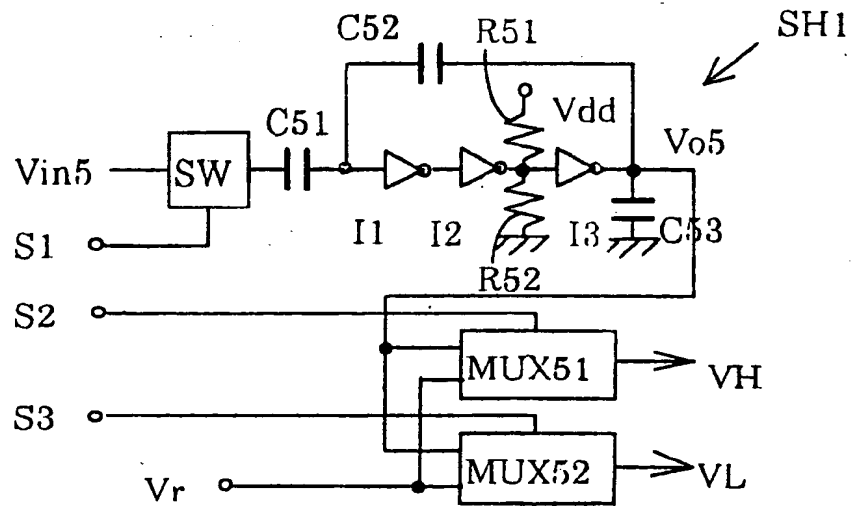 SH1
C52
R51
Vdd
C51
Vo5
Vin5
SW
S1
I1
I2
I3
C53
R52
S2
MUX51
VH
S3
MUX52
VL
Vr